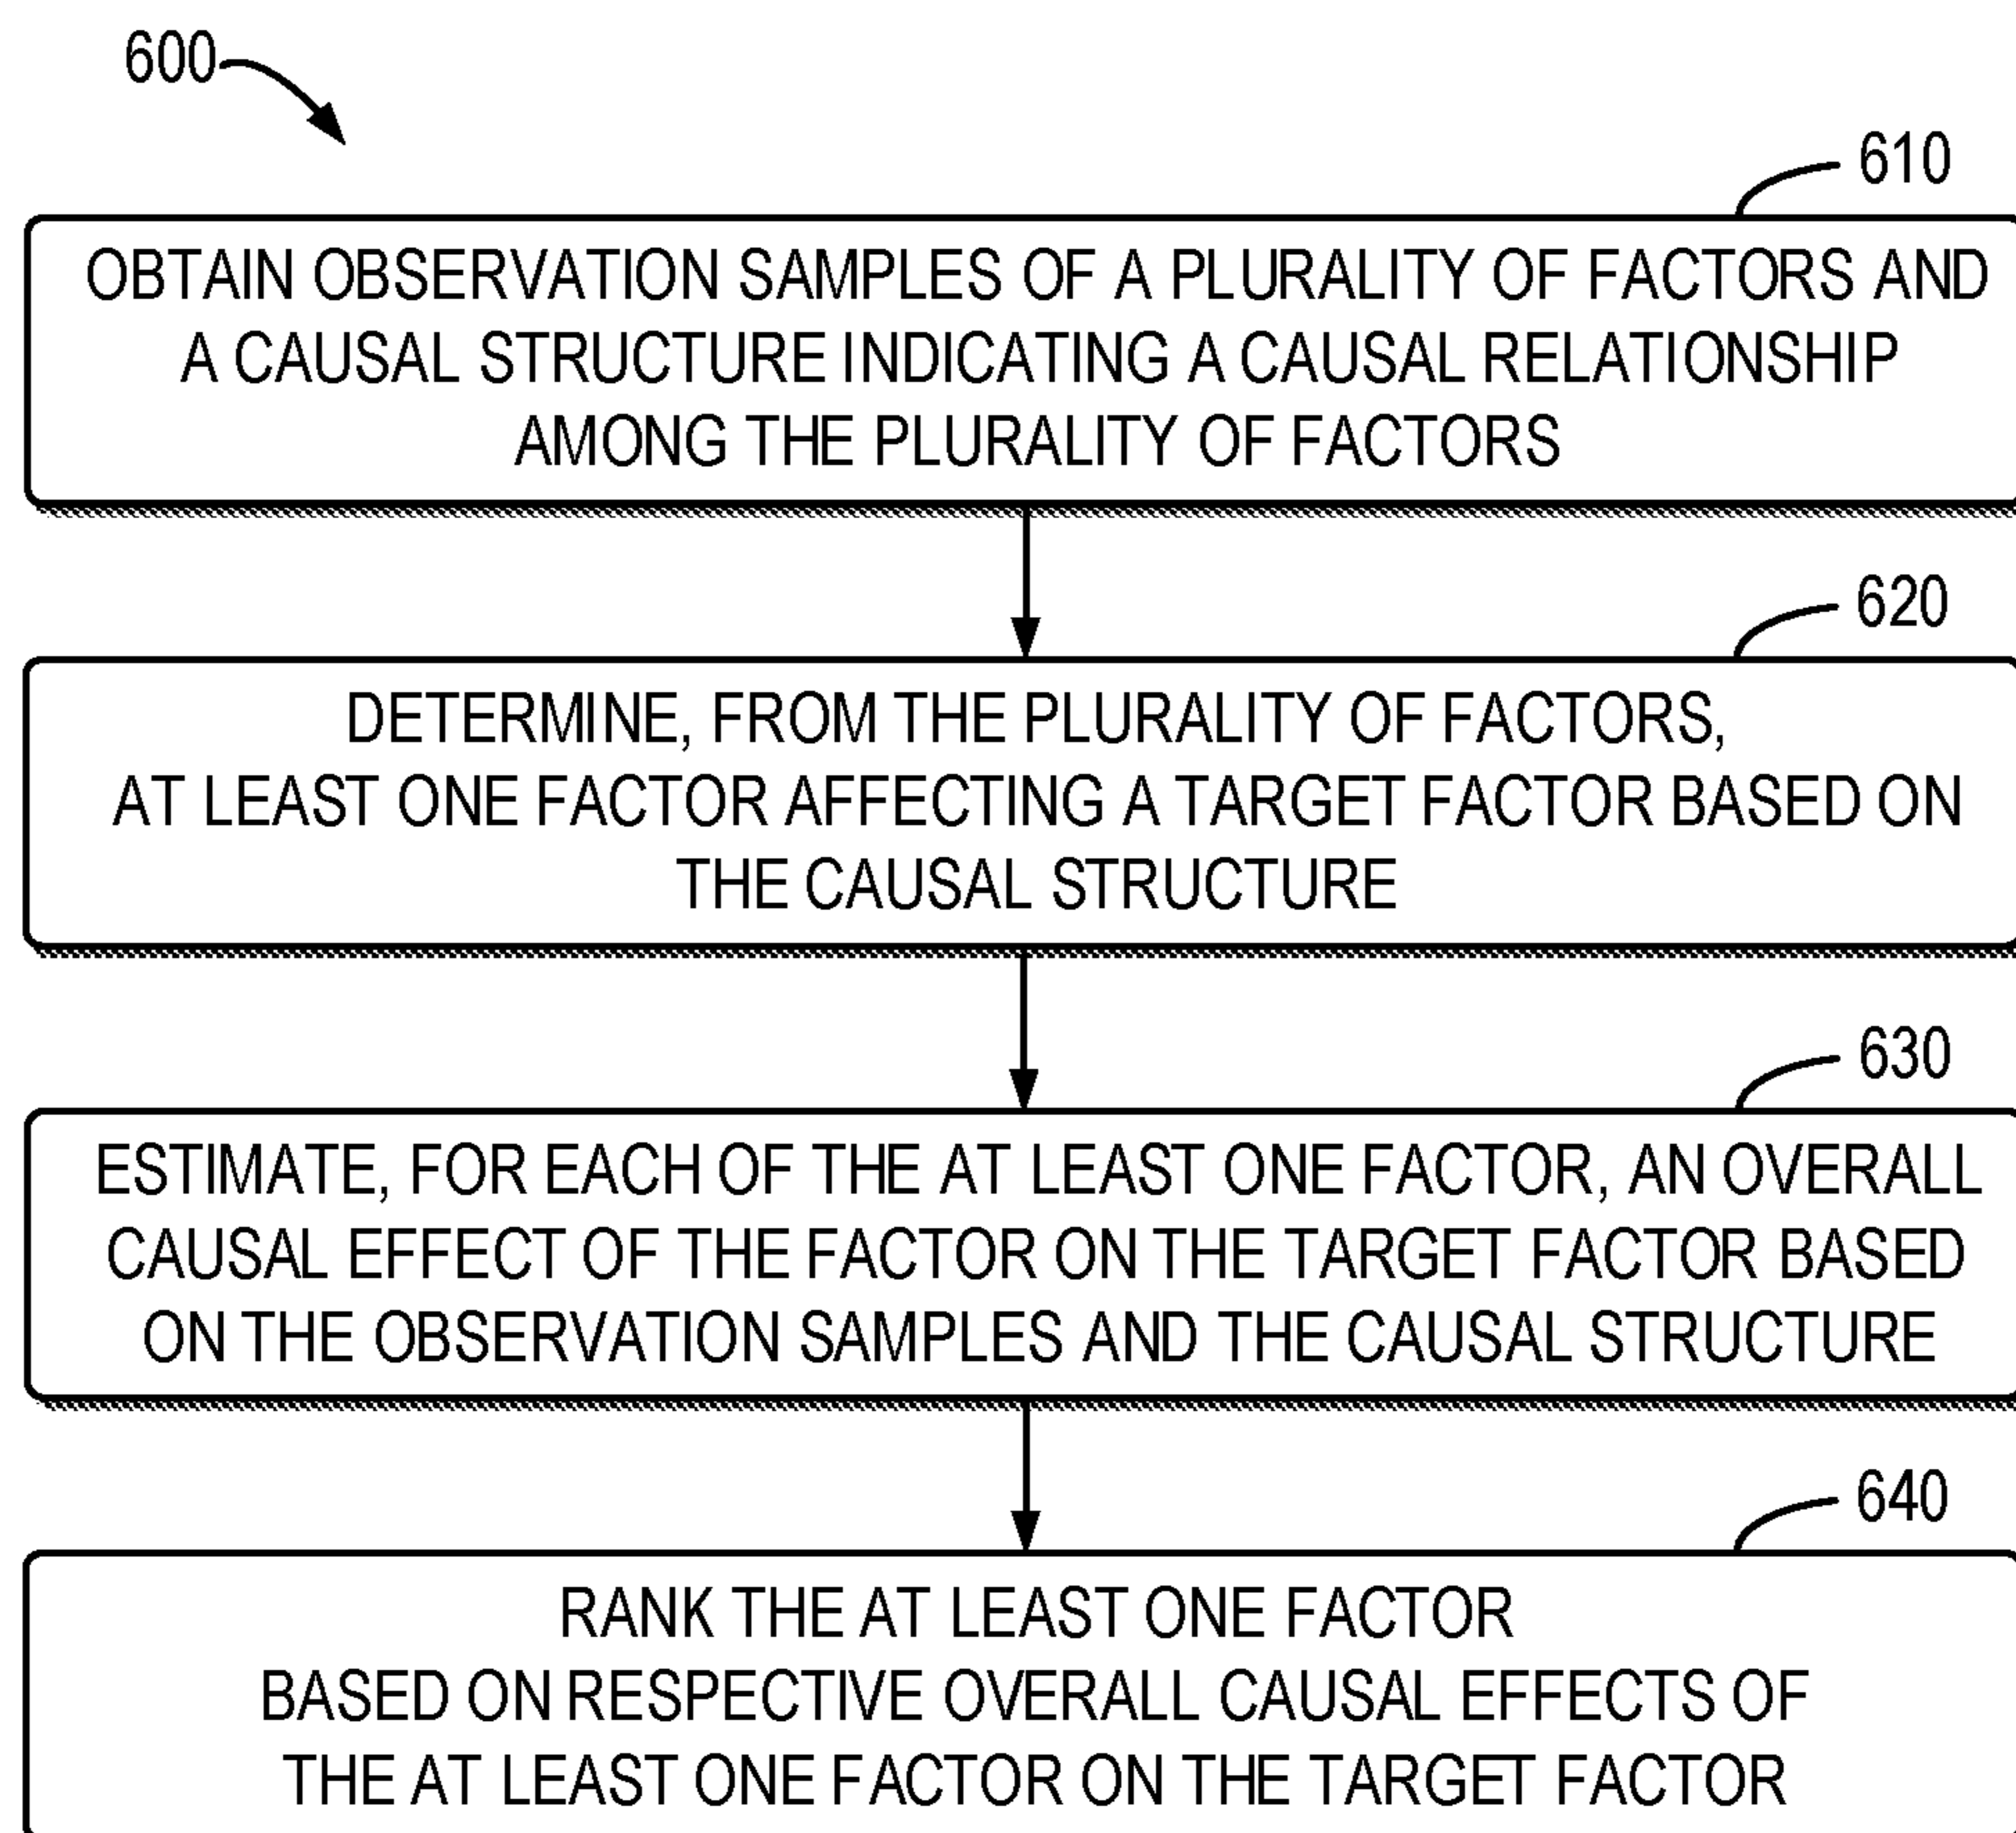 600
610
OBTAIN OBSERVATION SAMPLES OF A PLURALITY OF FACTORS AND
A CAUSAL STRUCTURE INDICATING A CAUSAL RELATIONSHIP
AMONG THE PLURALITY OF FACTORS
620
DETERMINE, FROM THE PLURALITY OF FACTORS,
AT LEAST ONE FACTOR AFFECTING A TARGET FACTOR BASED ON
THE CAUSAL STRUCTURE
630
ESTIMATE, FOR EACH OF THE AT LEAST ONE FACTOR, AN OVERALL
CAUSAL EFFECT OF THE FACTOR ON THE TARGET FACTOR BASED
ON THE OBSERVATION SAMPLES AND THE CAUSAL STRUCTURE
640
RANK THE AT LEAST ONE FACTOR
BASED ON RESPECTIVE OVERALL CAUSAL EFFECTS OF
THE AT LEAST ONE FACTOR ON THE TARGET FACTOR